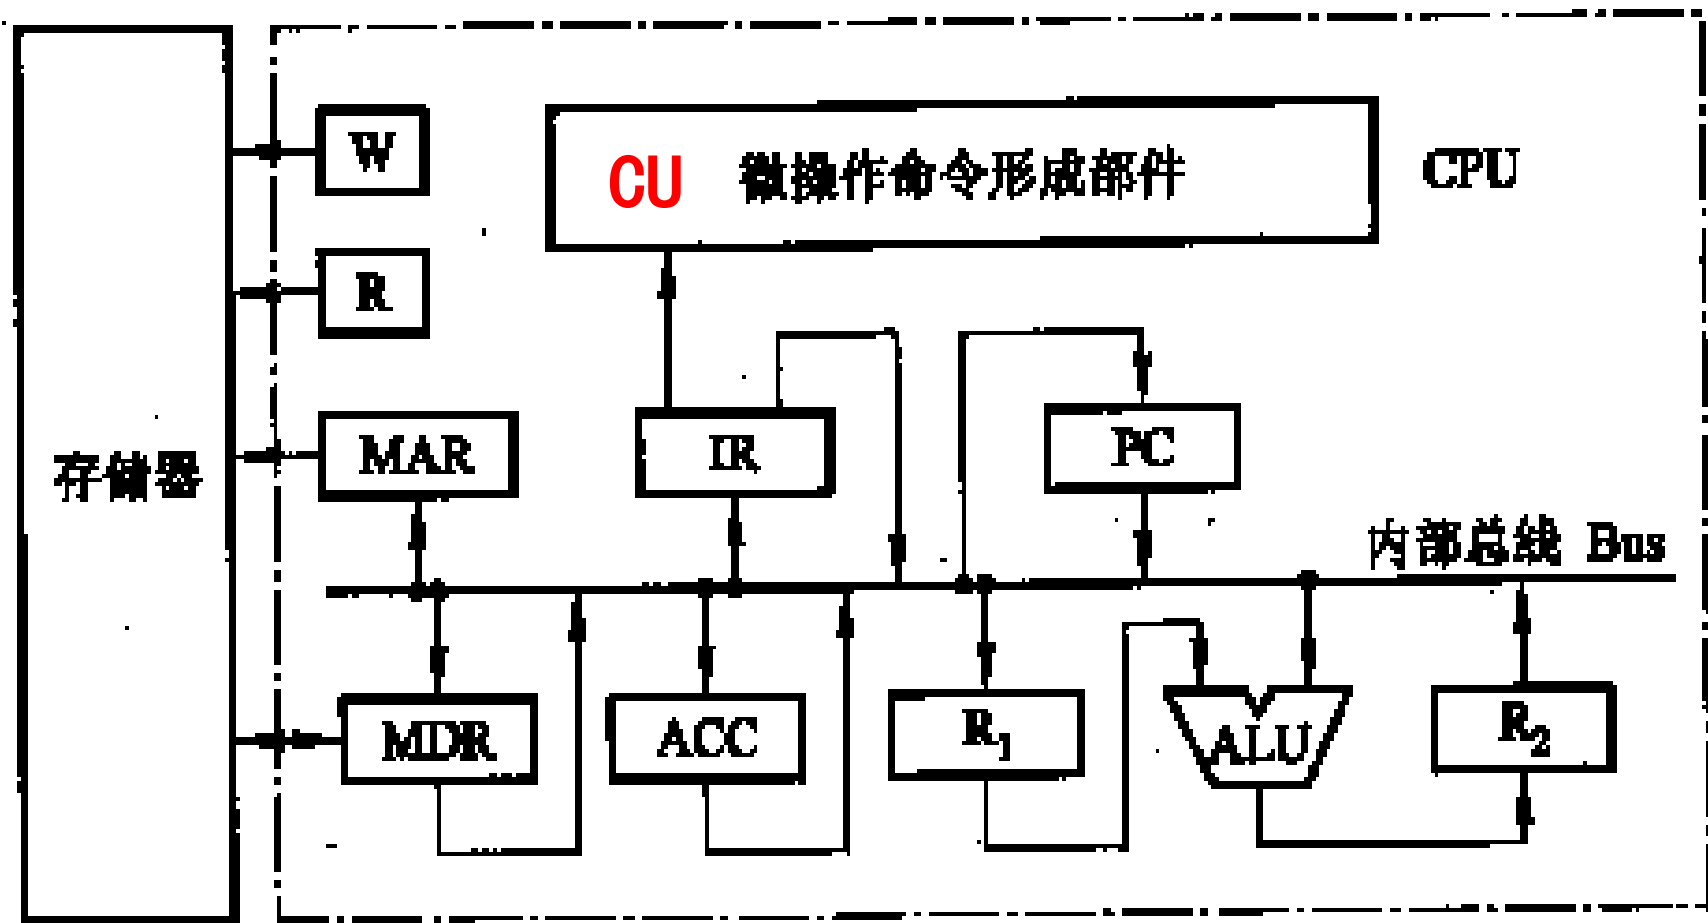 W
CU 微操作命令形成部件
CPU
R
存储器
MAR
IR
PC
内部总线 Bus
MDR
ACC
R₁
ALU
R₂